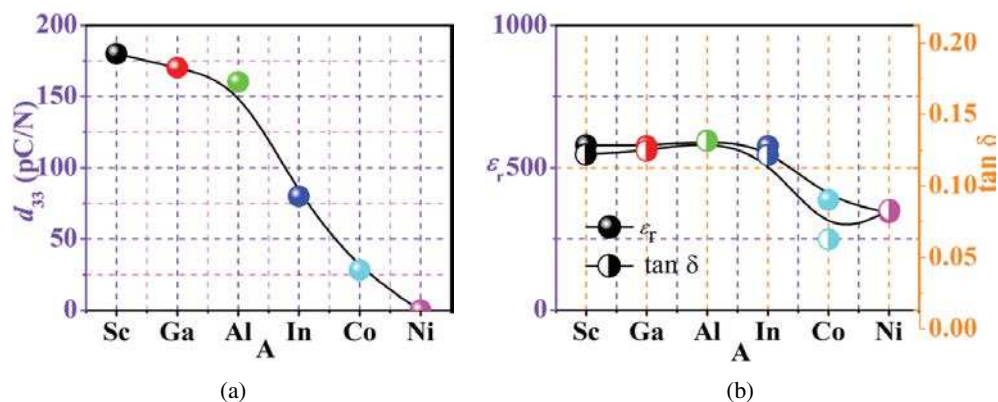 200
150
100
50
0
d33 (pC/N)
Sc Ga Al In Co Ni
A
(a)
1000
500
0
εr
εr
tan δ
0.20
0.15
0.10
0.05
0.00
tan δ
Sc Ga Al In Co Ni
A
(b)